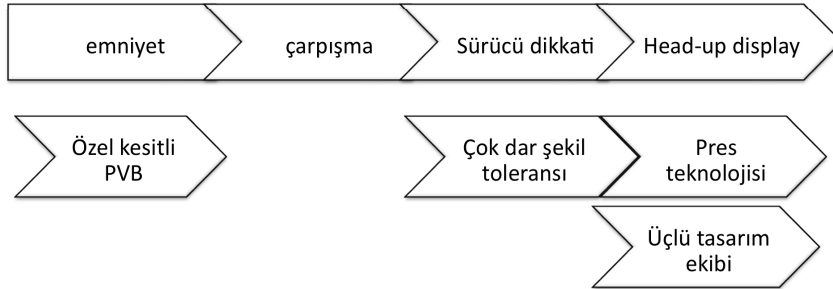 emniyet
çarpışma
Sürücü dikkati
Head-up display
Özel kesitli
PVB
Çok dar şekil
toleransı
Pres
teknolojisi
Üçlü tasarım
ekibi